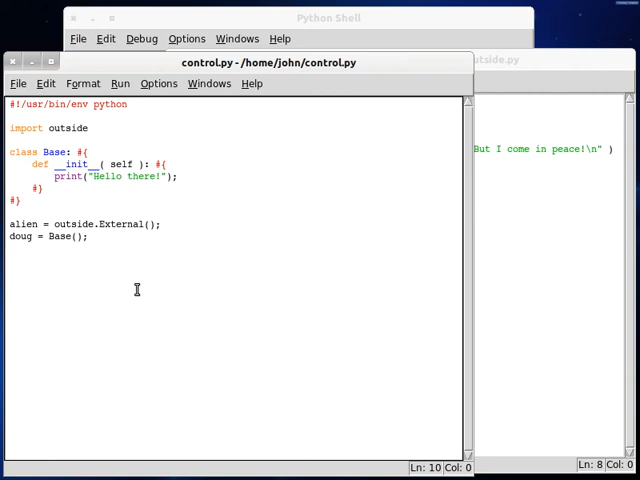 Python Shell
File Edit Debug Options Windows Help
utside.py
control.py - /home/john/control.py
File Edit Format Run Options Windows Help
#!/usr/bin/env python
import outside
class Base: #{
def __init__( self ): #{
print("Hello there!");
#}
#}
alien = outside.External();
doug = Base();
But I come in peace!\n" )
Ln: 10 Col: 0
Ln: 8 Col: 0